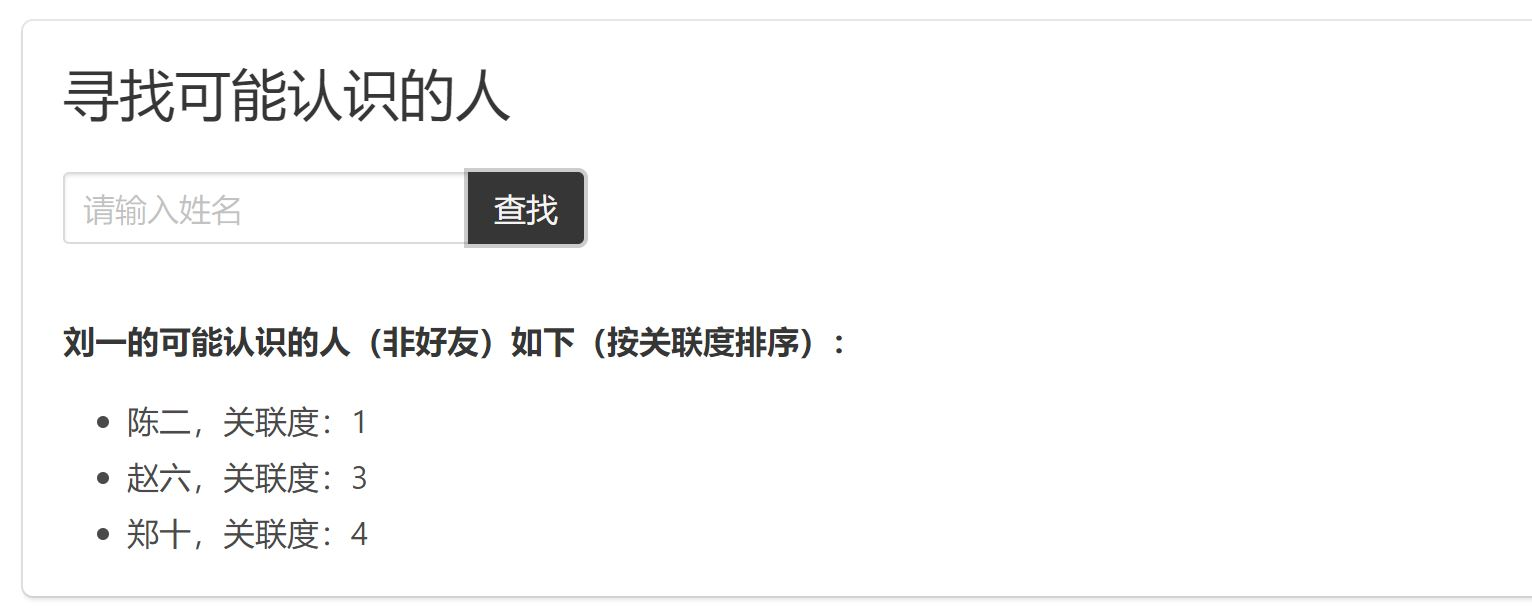 寻找可能认识的人
请输入姓名 查找
刘一的可能认识的人（非好友）如下（按关联度排序）：
陈二，关联度：1
赵六，关联度：3
郑十，关联度：4